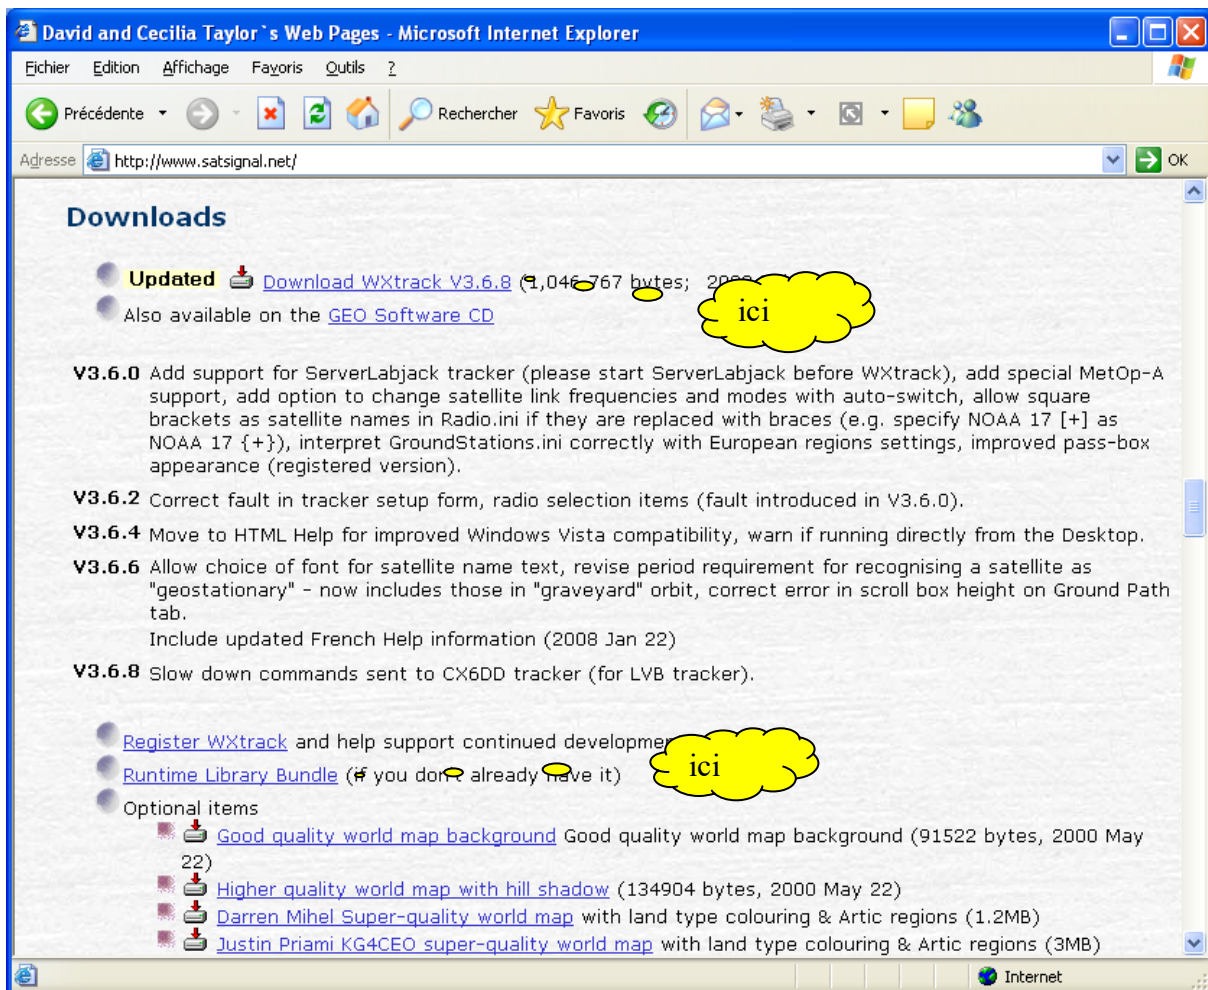 David and Cecilia Taylor`s Web Pages - Microsoft Internet Explorer
Fichier Edition Affichage Favoris Outils ?
Précédente Rechercher Favoris
Adresse http://www.satsignal.net/ OK
Downloads
Updated Download WXtrack V3.6.8 (1,046,767 bytes;
ici
Also available on the GEO Software CD
V3.6.0 Add support for ServerLabjack tracker (please start ServerLabjack before WXtrack), add special MetOp-A
support, add option to change satellite link frequencies and modes with auto-switch, allow square
brackets as satellite names in Radio.ini if they are replaced with braces (e.g. specify NOAA 17 [+] as
NOAA 17 {+}), interpret GroundStations.ini correctly with European regions settings, improved pass-box
appearance (registered version).
V3.6.2 Correct fault in tracker setup form, radio selection items (fault introduced in V3.6.0).
V3.6.4 Move to HTML Help for improved Windows Vista compatibility, warn if running directly from the Desktop.
V3.6.6 Allow choice of font for satellite name text, revise period requirement for recognising a satellite as
"geostationary" - now includes those in "graveyard" orbit, correct error in scroll box height on Ground Path
tab.
Include updated French Help information (2008 Jan 22)
V3.6.8 Slow down commands sent to CX6DD tracker (for LVB tracker).
Register WXtrack and help support continued
ici
Runtime Library Bundle (if you don't already have it)
Optional items
Good quality world map background Good quality world map background (91522 bytes, 2000 May
22)
Higher quality world map with hill shadow (134904 bytes, 2000 May 22)
Darren Mihel Super-quality world map with land type colouring & Artic regions (1.2MB)
Justin Priami KG4CEO super-quality world map with land type colouring & Artic regions (3MB)
Internet